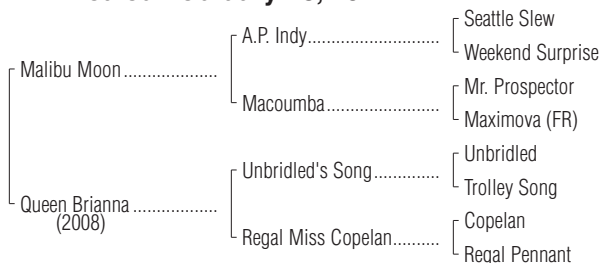 Seattle Slew
A.P. Indy
Weekend Surprise
Malibu Moon
Mr. Prospector
Macoumba
Maximova (FR)
Unbridled
Unbridled's Song
Trolley Song
Queen Brianna
(2008)
Copelan
Regal Miss Copelan
Regal Pennant